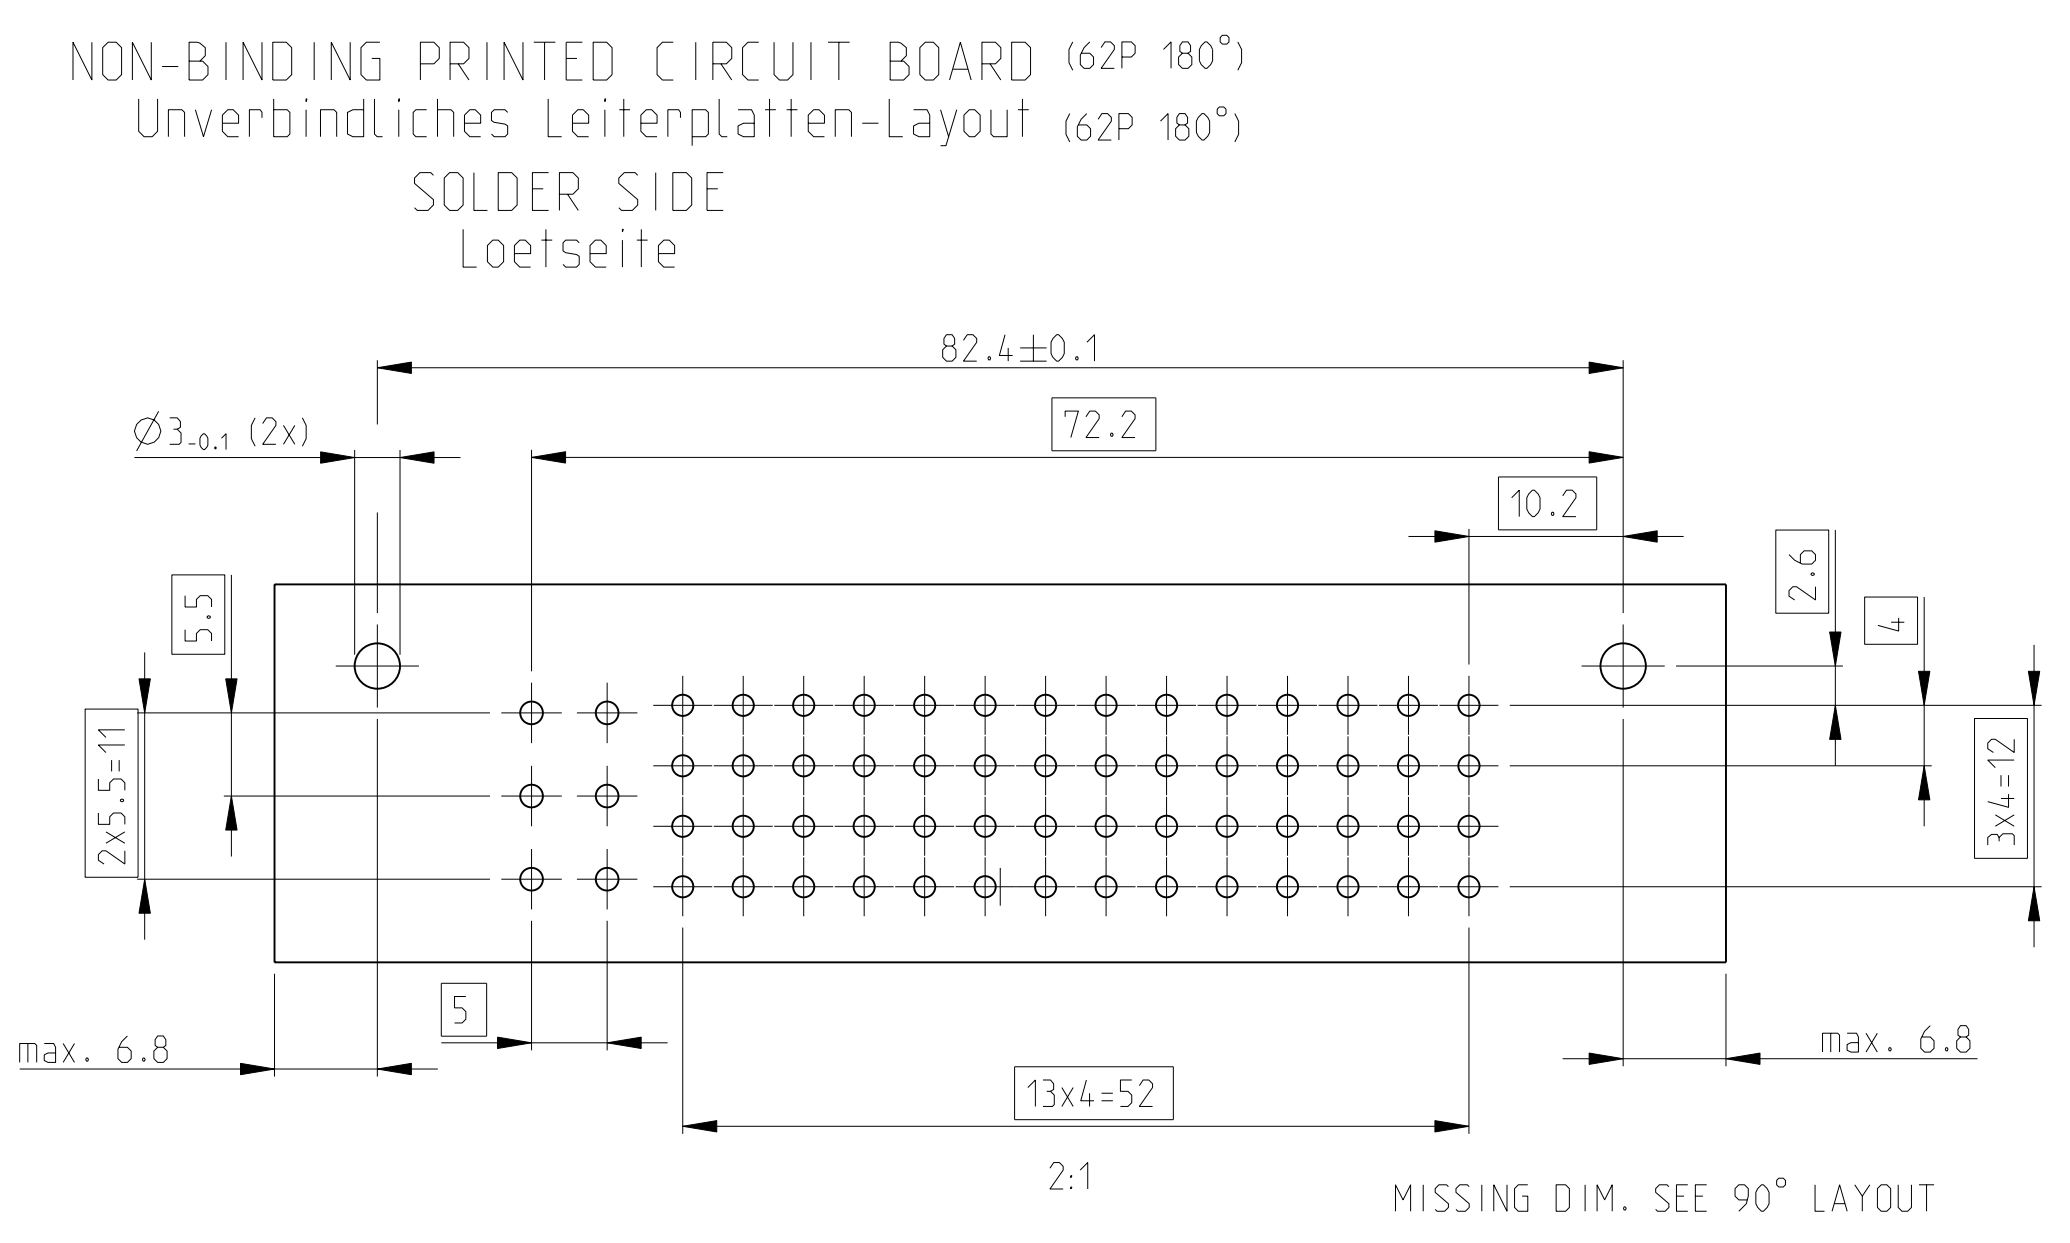 NON-BINDING PRINTED CIRCUIT BOARD (62P 180°)
Unverbindliches Leiterplatten-Layout (62P 180°)
SOLDER SIDE
Loetseite
82.4±0.1
72.2
Ø3-0.1 (2x)
10.2
2.6
5.5
4
2x5.5=11
3x4=12
5
max. 6.8
max. 6.8
13x4=52
2:1
MISSING DIM. SEE 90° LAYOUT